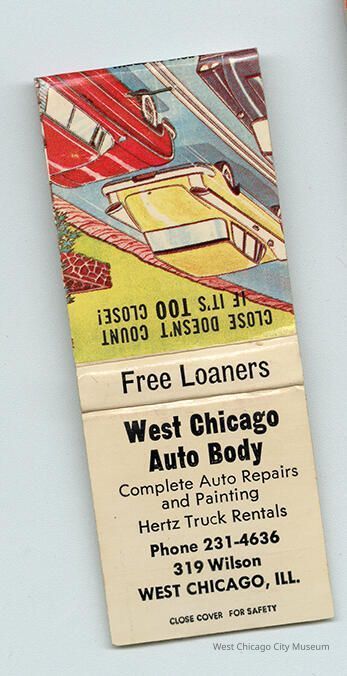 CLOSE DOESN'T COUNT
IF IT'S TOO CLOSE!
Free Loaners
West Chicago
Auto Body
Complete Auto Repairs
and Painting
Hertz Truck Rentals
Phone 231-4636
319 Wilson
WEST CHICAGO, ILL.
CLOSE COVER FOR SAFETY
West Chicago City Museum